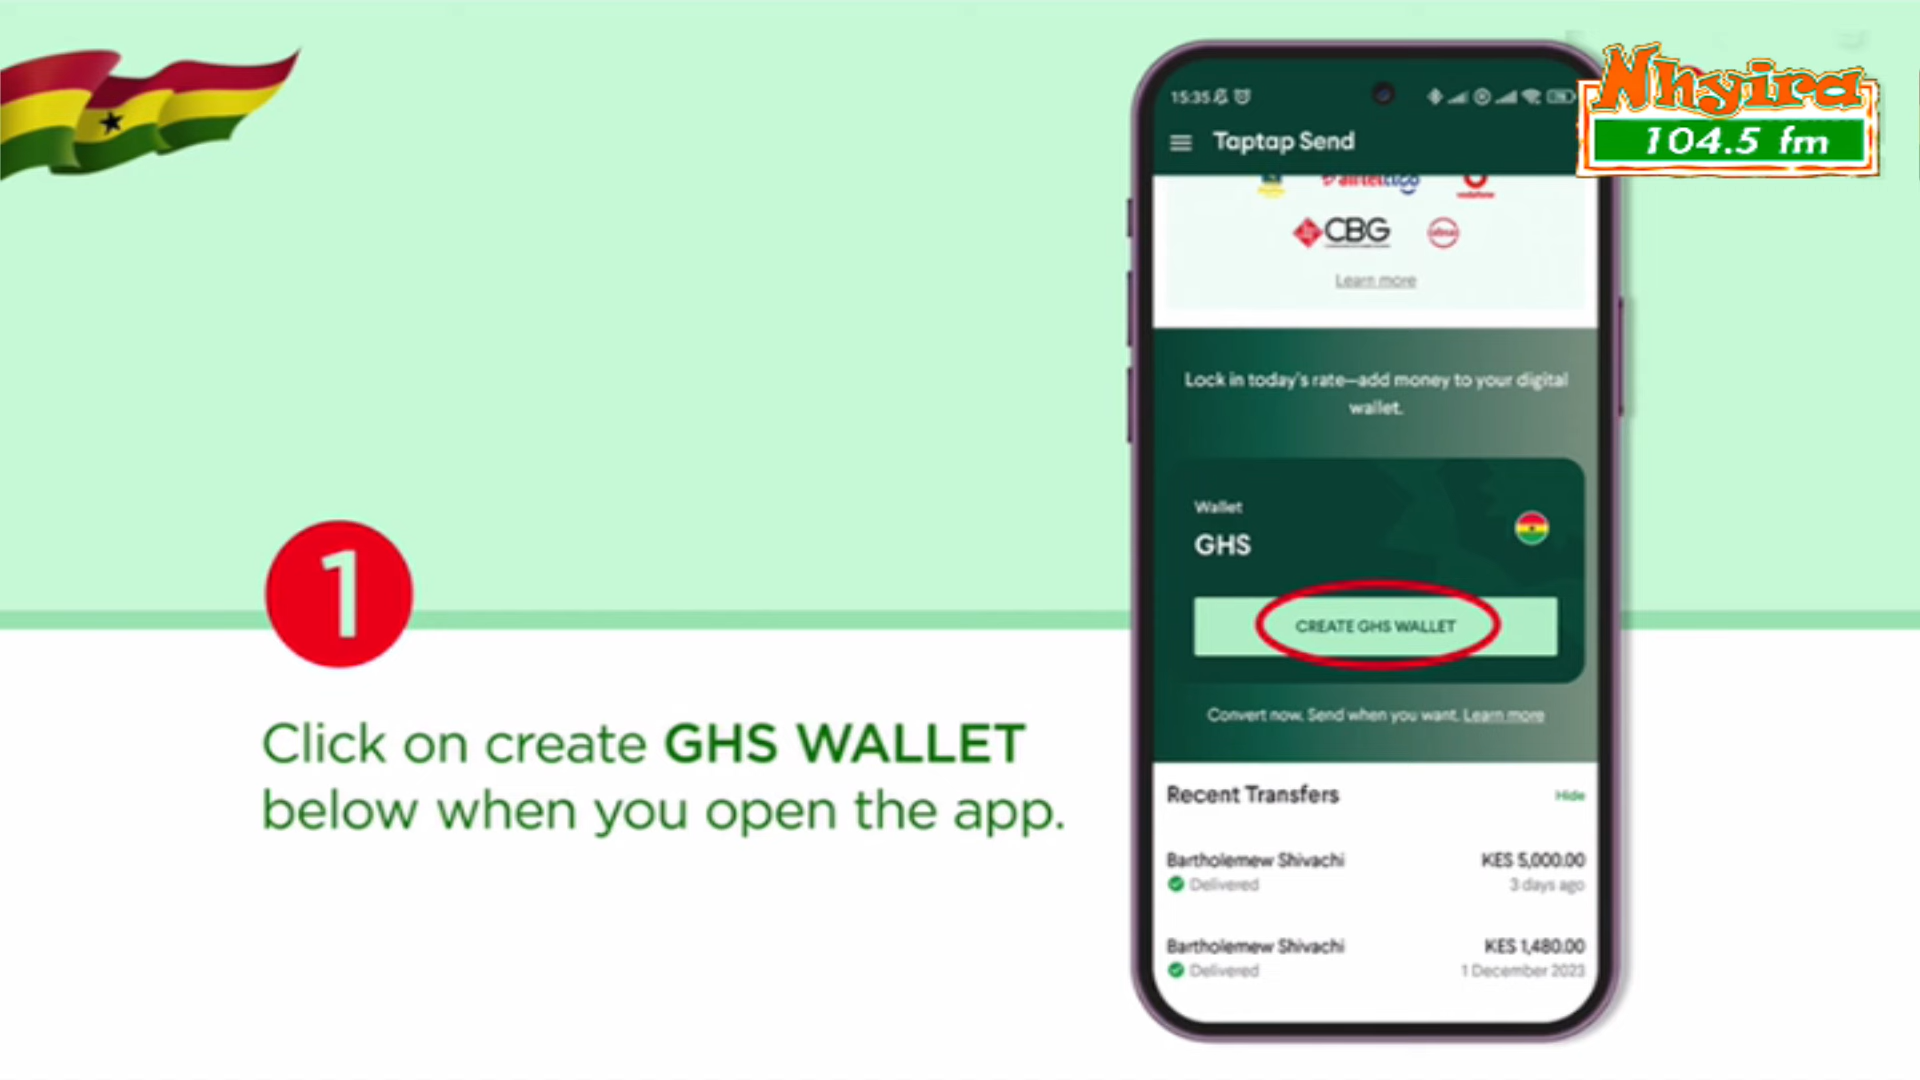 Nhyira
104.5 fm
15:35
Taptap Send
airteltigo
vodafone
CBG
Learn more
Lock in today's rate—add money to your digital
wallet.
Wallet
GHS
CREATE GHS WALLET
Convert now. Send when you want. Learn more
Recent Transfers
Hide
Bartholemew Shivachi
KES 5,000.00
Delivered
3 days ago
Bartholemew Shivachi
KES 1,480.00
Delivered
1 December 2023
1
Click on create GHS WALLET
below when you open the app.